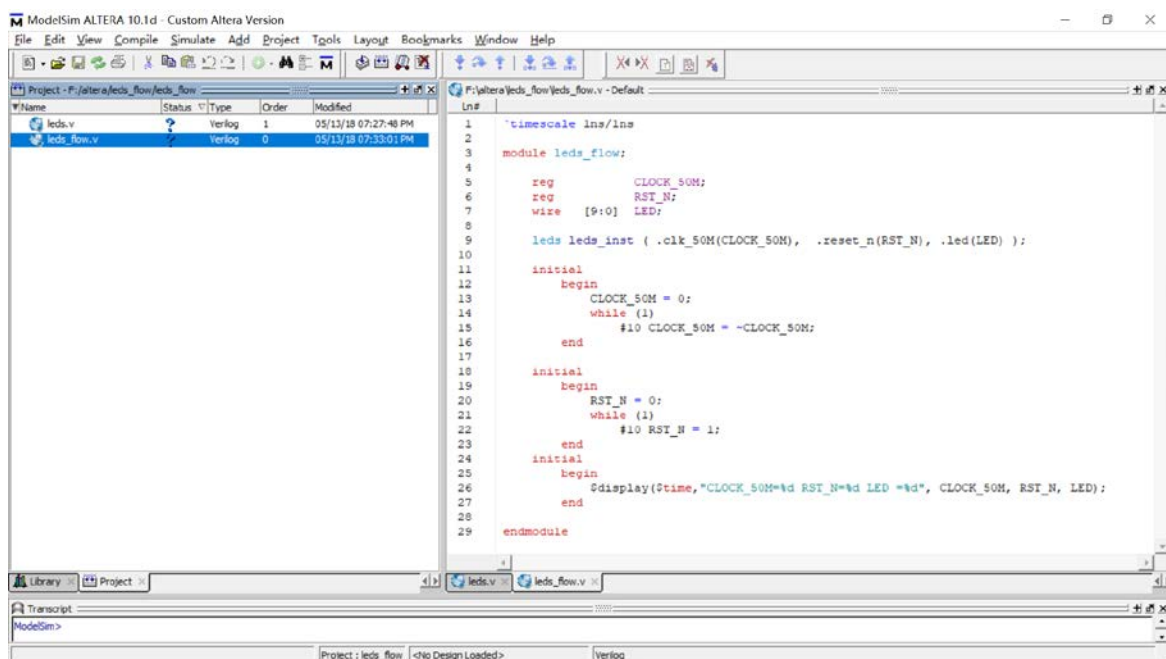 ModelSim ALTERA 10.1d - Custom Altera Version
File Edit View Compile Simulate Add Project Tools Layout Bookmarks Window Help
Project - F:/altera/leds_flow/leds_flow
Name Status Type Order Modified
leds.v ? Verilog 1 05/13/18 07:27:48 PM
leds_flow.v ? Verilog 0 05/13/18 07:33:01 PM
F:\altera\leds_flow\leds_flow.v - Default
Ln#
1 `timescale 1ns/1ns
2
3 module leds_flow;
4
5 reg CLOCK_50M;
6 reg RST_N;
7 wire [9:0] LED;
8
9 leds leds_inst ( .clk_50M(CLOCK_50M), .reset_n(RST_N), .led(LED) );
10
11 initial
12 begin
13 CLOCK_50M = 0;
14 while (1)
15 #10 CLOCK_50M = ~CLOCK_50M;
16 end
17
18 initial
19 begin
20 RST_N = 0;
21 while (1)
22 #10 RST_N = 1;
23 end
24 initial
25 begin
26 $display($time,"CLOCK_50M=%d RST_N=%d LED =%d", CLOCK_50M, RST_N, LED);
27 end
28
29 endmodule
Library Project
leds.v leds_flow.v
Transcript
ModelSim>
Project : leds_flow <No Design Loaded> Verilog